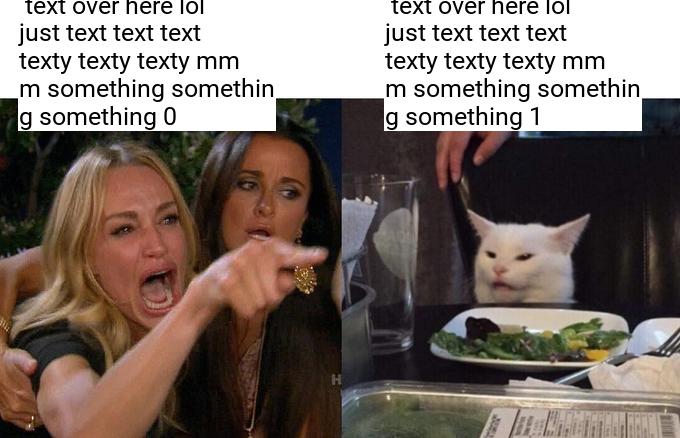 text over here lol
just text text text
texty texty texty mm
m something somethin
g something 0
text over here lol
just text text text
texty texty texty mm
m something somethin
g something 1
H